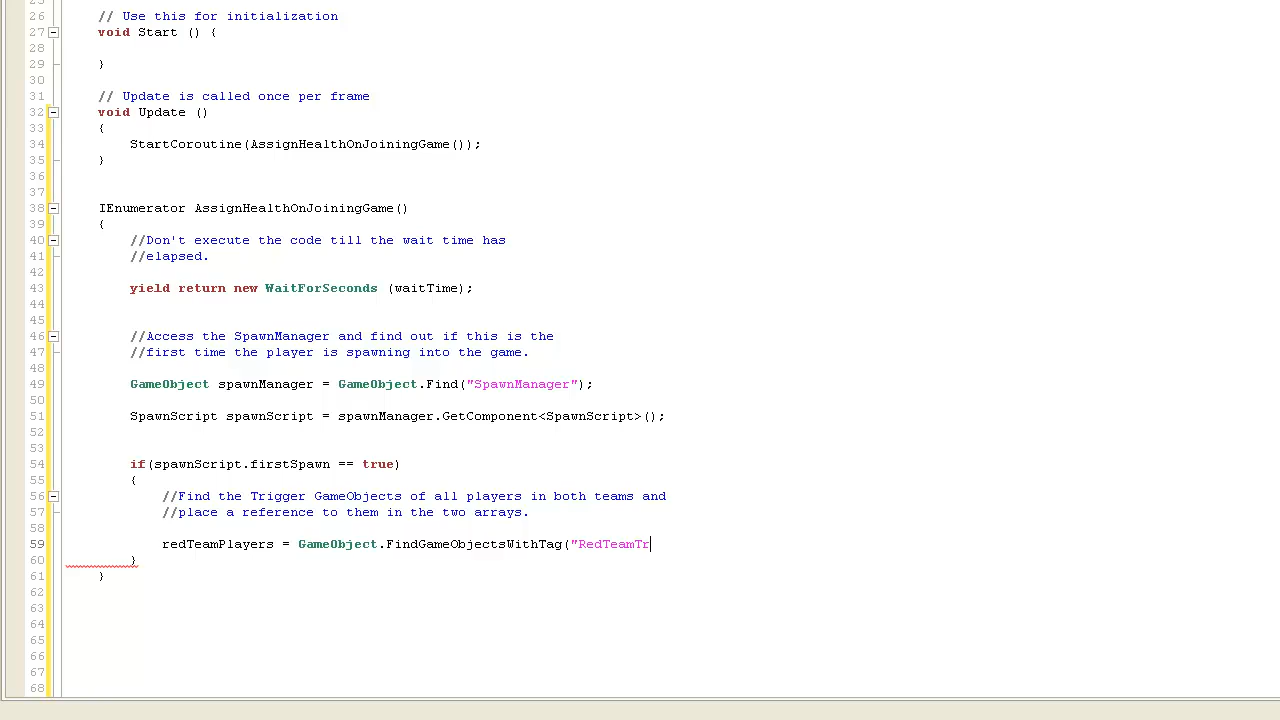 26 // Use this for initialization
27 void Start () {
28
29 }
30
31 // Update is called once per frame
32 void Update ()
33 {
34 StartCoroutine(AssignHealthOnJoiningGame());
35 }
36
37
38 IEnumerator AssignHealthOnJoiningGame()
39 {
40 //Don't execute the code till the wait time has
41 //elapsed.
42
43 yield return new WaitForSeconds (waitTime);
44
45
46 //Access the SpawnManager and find out if this is the
47 //first time the player is spawning into the game.
48
49 GameObject spawnManager = GameObject.Find("SpawnManager");
50
51 SpawnScript spawnScript = spawnManager.GetComponent<SpawnScript>();
52
53
54 if(spawnScript.firstSpawn == true)
55 {
56 //Find the Trigger GameObjects of all players in both teams and
57 //place a reference to them in the two arrays.
58
59 redTeamPlayers = GameObject.FindGameObjectsWithTag("RedTeamTr
60 }
61 }
62
63
64
65
66
67
68